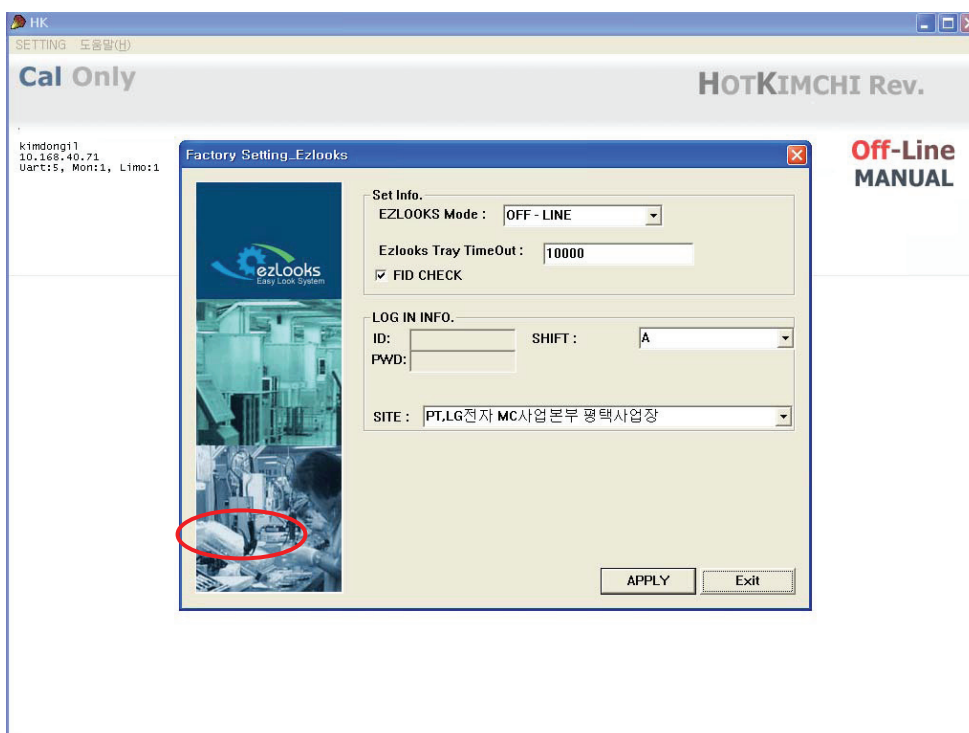 HK
SETTING 도움말(H)
Cal Only
HOTKIMCHI Rev.
kimdongil
10.168.40.71
Uart:5, Mon:1, Limo:1
Off-Line
MANUAL
Factory Setting_Ezlooks
Set Info.
EZLOOKS Mode : OFF - LINE
Ezlooks Tray TimeOut : 10000
FID CHECK
ezLooks
Easy Look System
LOG IN INFO.
ID: SHIFT : A
PWD:
SITE : PT,LG전자 MC사업본부 평택사업장
APPLY Exit